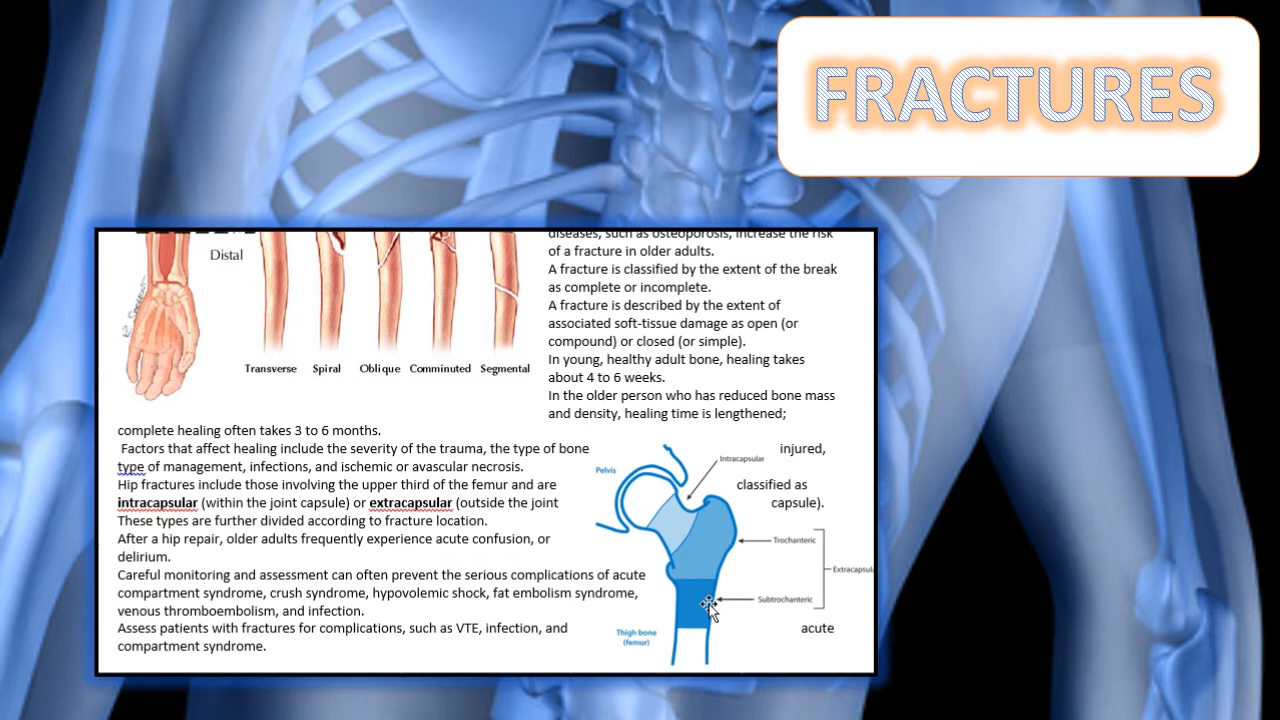 FRACTURES
Distal
Transverse Spiral Oblique Comminuted Segmental
diseases, such as osteoporosis, increase the risk
of a fracture in older adults.
A fracture is classified by the extent of the break
as complete or incomplete.
A fracture is described by the extent of
associated soft-tissue damage as open (or
compound) or closed (or simple).
In young, healthy adult bone, healing takes
about 4 to 6 weeks.
In the older person who has reduced bone mass
and density, healing time is lengthened;
complete healing often takes 3 to 6 months.
Factors that affect healing include the severity of the trauma, the type of bone injured,
type of management, infections, and ischemic or avascular necrosis.
Hip fractures include those involving the upper third of the femur and are classified as
intracapsular (within the joint capsule) or extracapsular (outside the joint capsule).
These types are further divided according to fracture location.
After a hip repair, older adults frequently experience acute confusion, or
delirium.
Careful monitoring and assessment can often prevent the serious complications of acute
compartment syndrome, crush syndrome, hypovolemic shock, fat embolism syndrome,
venous thromboembolism, and infection.
Assess patients with fractures for complications, such as VTE, infection, and acute
compartment syndrome.
Pelvis
Intracapsular
Trochanteric
Extracapsul
Subtrochanteric
Thigh bone
(femur)